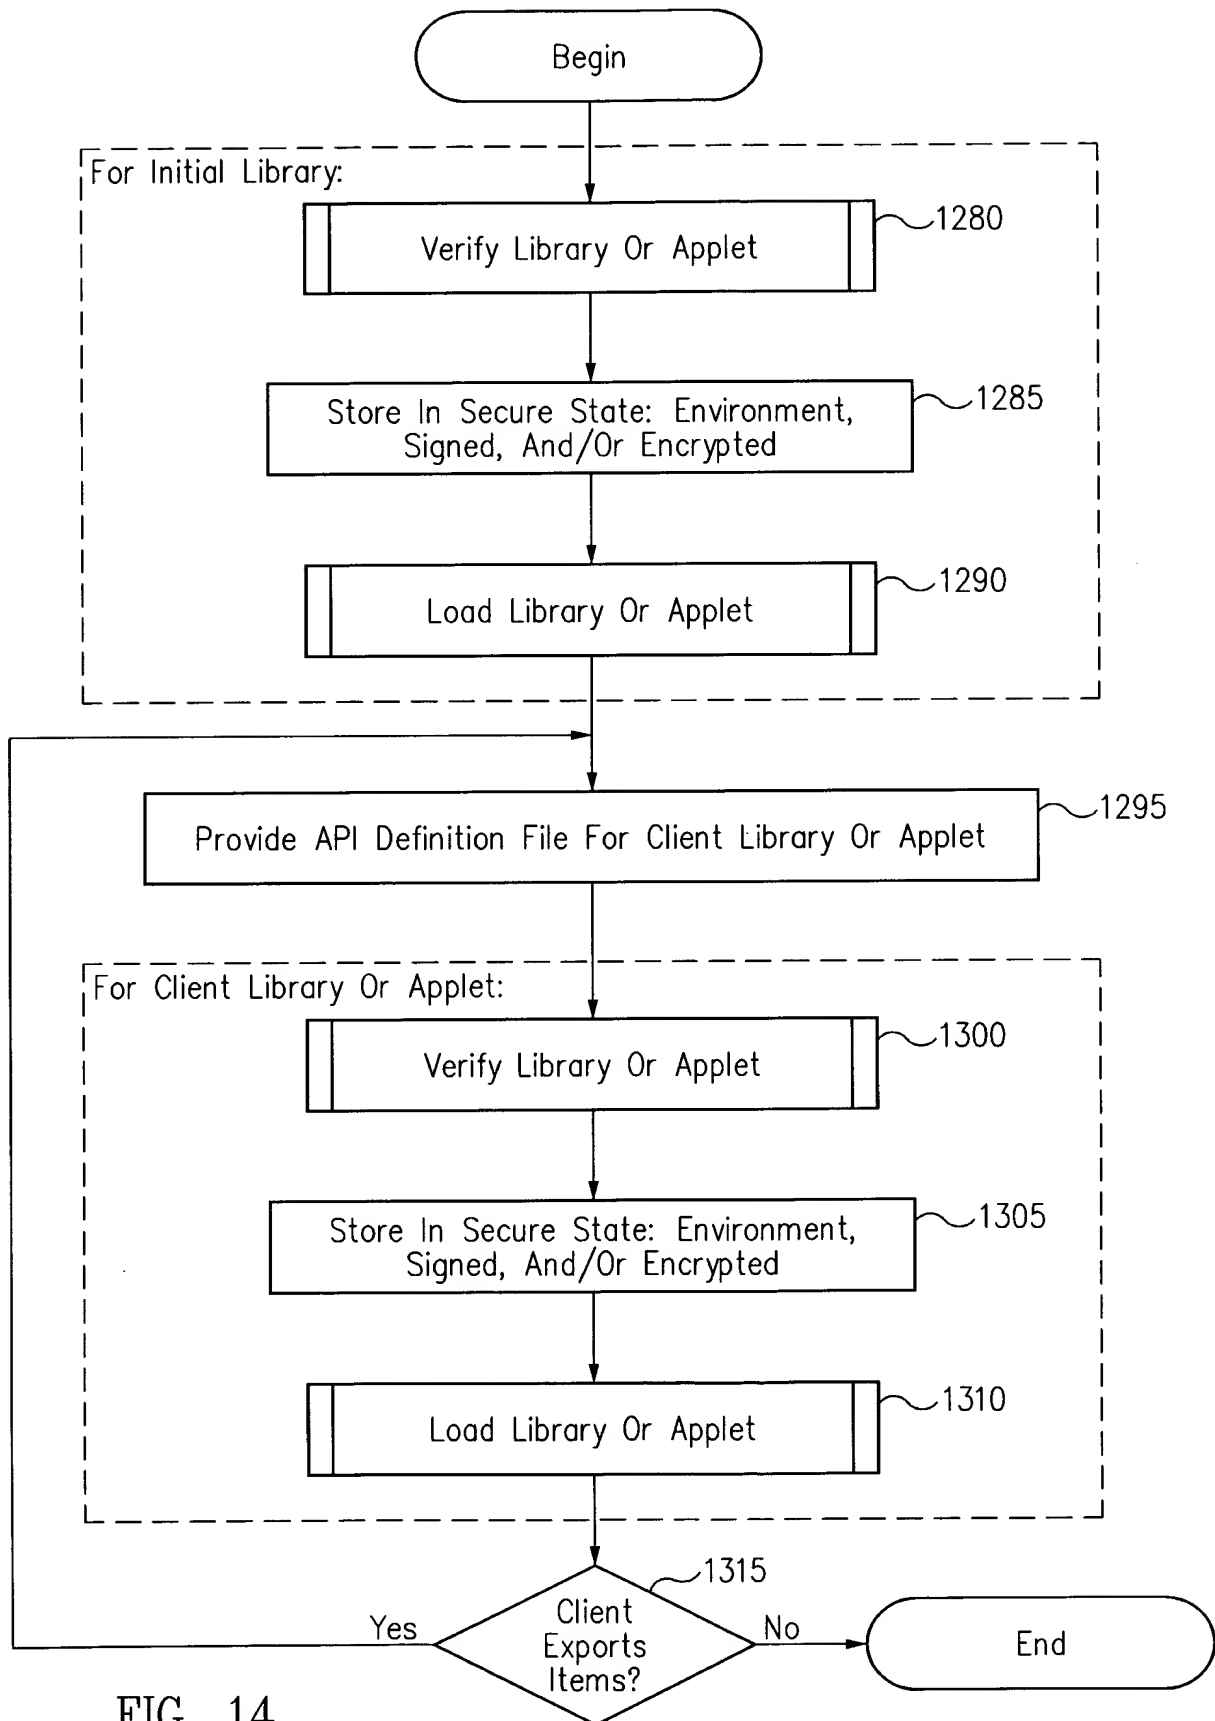 Begin
For Initial Library:
1280
Verify Library Or Applet
1285
Store In Secure State: Environment,
Signed, And/Or Encrypted
1290
Load Library Or Applet
1295
Provide API Definition File For Client Library Or Applet
For Client Library Or Applet:
1300
Verify Library Or Applet
1305
Store In Secure State: Environment,
Signed, And/Or Encrypted
1310
Load Library Or Applet
1315
Yes
Client
Exports
Items?
No
End
FIG. 14